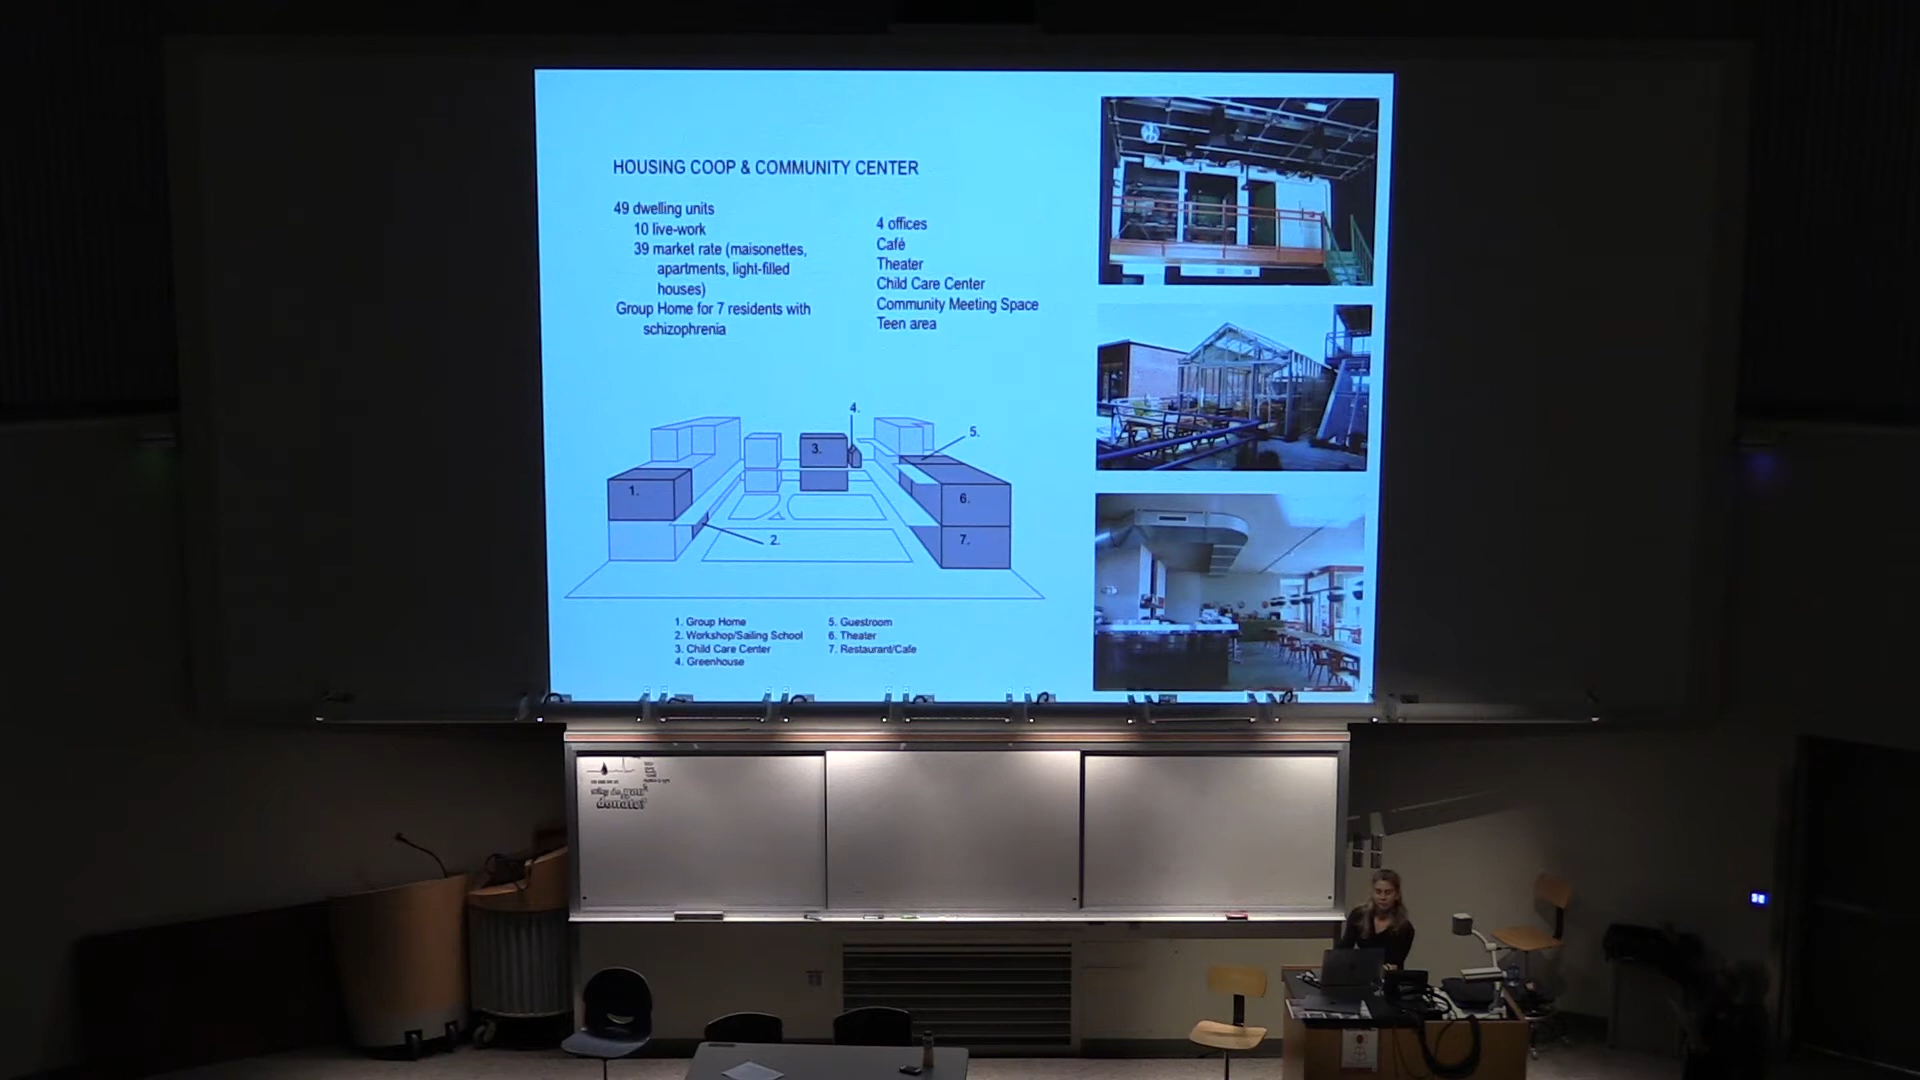 HOUSING COOP & COMMUNITY CENTER
49 dwelling units
10 live-work
39 market rate (maisonettes,
apartments, light-filled
houses)
Group Home for 7 residents with
schizophrenia
4 offices
Café
Theater
Child Care Center
Community Meeting Space
Teen area
4.
5.
3.
1.
6.
2.
7.
1. Group Home
2. Workshop/Sailing School
3. Child Care Center
4. Greenhouse
5. Guestroom
6. Theater
7. Restaurant/Cafe
Why do you
donate?